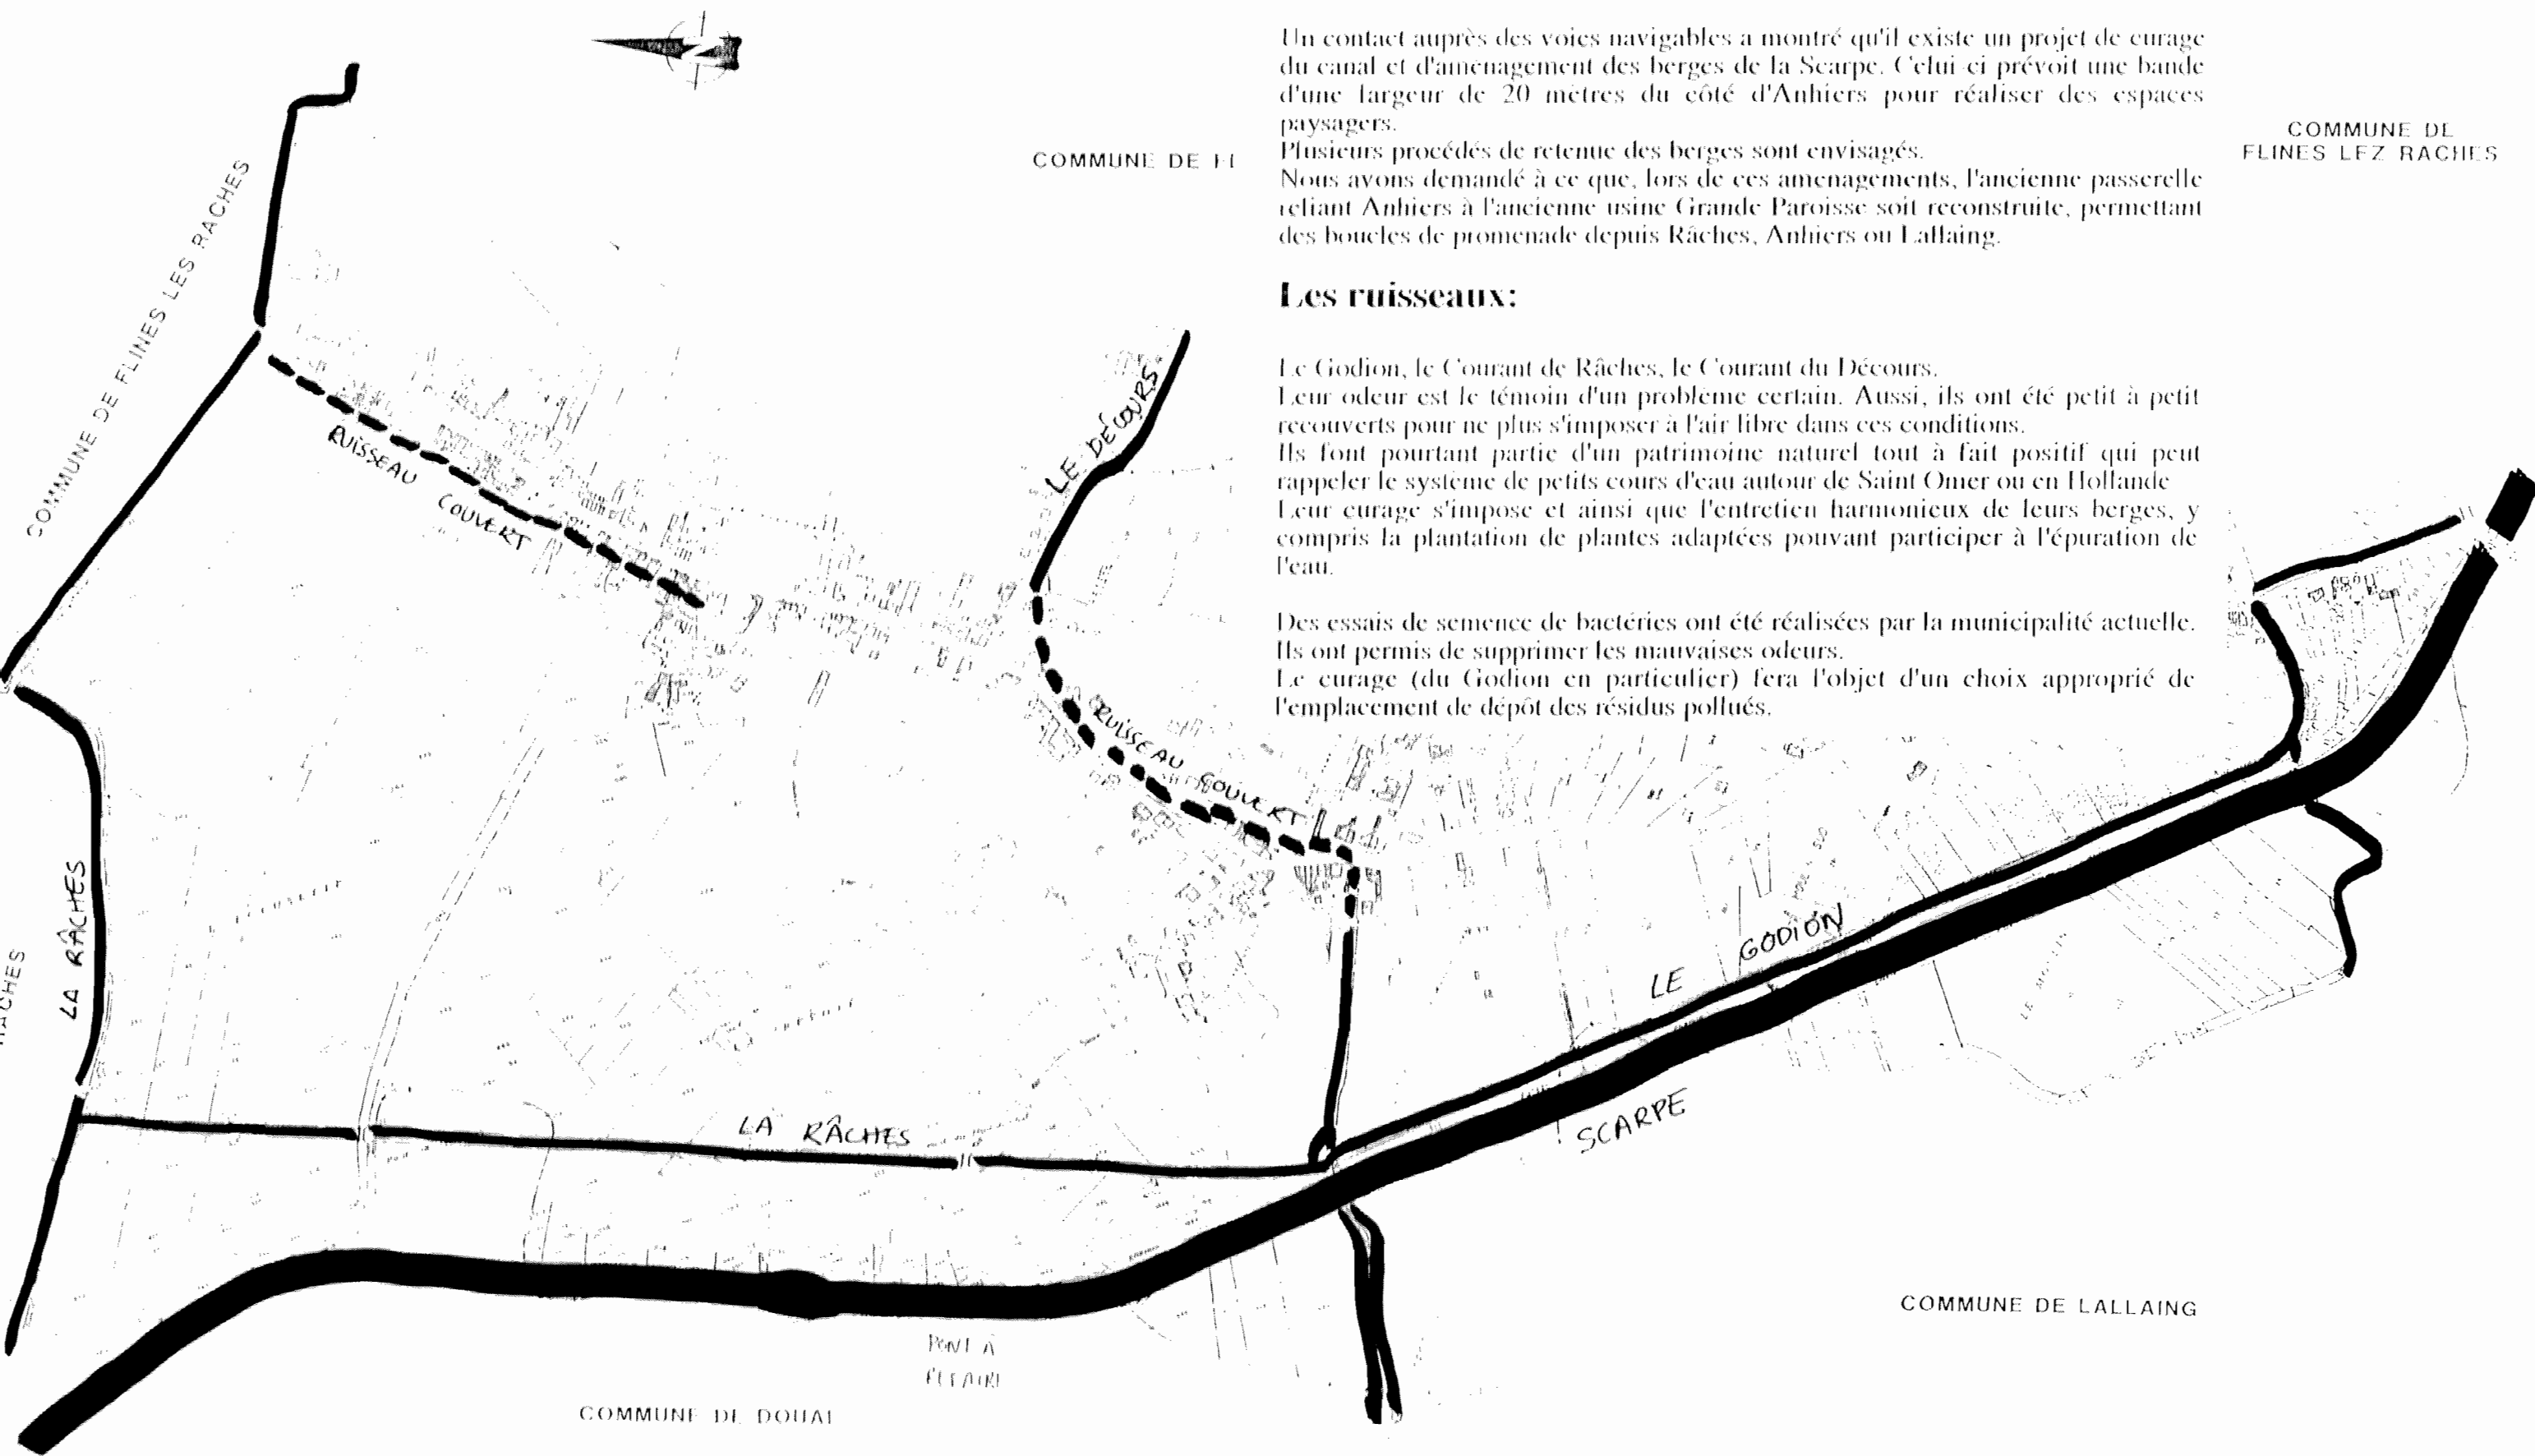 Un contact auprès des voies navigables a montré qu'il existe un projet de curage
du canal et d'aménagement des berges de la Scarpe. Celui-ci prévoit une bande
d'une largeur de 20 mètres du côté d'Anhiers pour réaliser des espaces
paysagers.
Plusieurs procédés de retenue des berges sont envisagés.
Nous avons demandé à ce que, lors de ces aménagements, l'ancienne passerelle
reliant Anhiers à l'ancienne usine Grande Paroisse soit reconstruite, permettant
des boucles de promenade depuis Râches, Anhiers ou Lallaing.
Les ruisseaux:
Le Godion, le Courant de Râches, le Courant du Décours.
Leur odeur est le témoin d'un problème certain. Aussi, ils ont été petit à petit
recouverts pour ne plus s'imposer à l'air libre dans ces conditions.
Ils font pourtant partie d'un patrimoine naturel tout à fait positif qui peut
rappeler le système de petits cours d'eau autour de Saint Omer ou en Hollande
Leur curage s'impose et ainsi que l'entretien harmonieux de leurs berges, y
compris la plantation de plantes adaptées pouvant participer à l'épuration de
l'eau.
Des essais de semence de bactéries ont été réalisées par la municipalité actuelle.
Ils ont permis de supprimer les mauvaises odeurs.
Le curage (du Godion en particulier) fera l'objet d'un choix approprié de
l'emplacement de dépôt des résidus pollués.
COMMUNE DE FL
COMMUNE DE
FLINES LEZ RACHES
COMMUNE DE FLINES LES RACHES
RUISSEAU COUVERT
LE DÉCOURS
RUISSEAU COUVERT
LA RÂCHES
RACHES
LA RÂCHES
LE GODION
SCARPE
PONT À
COMMUNE DE LALLAING
COMMUNE DE DOUAI